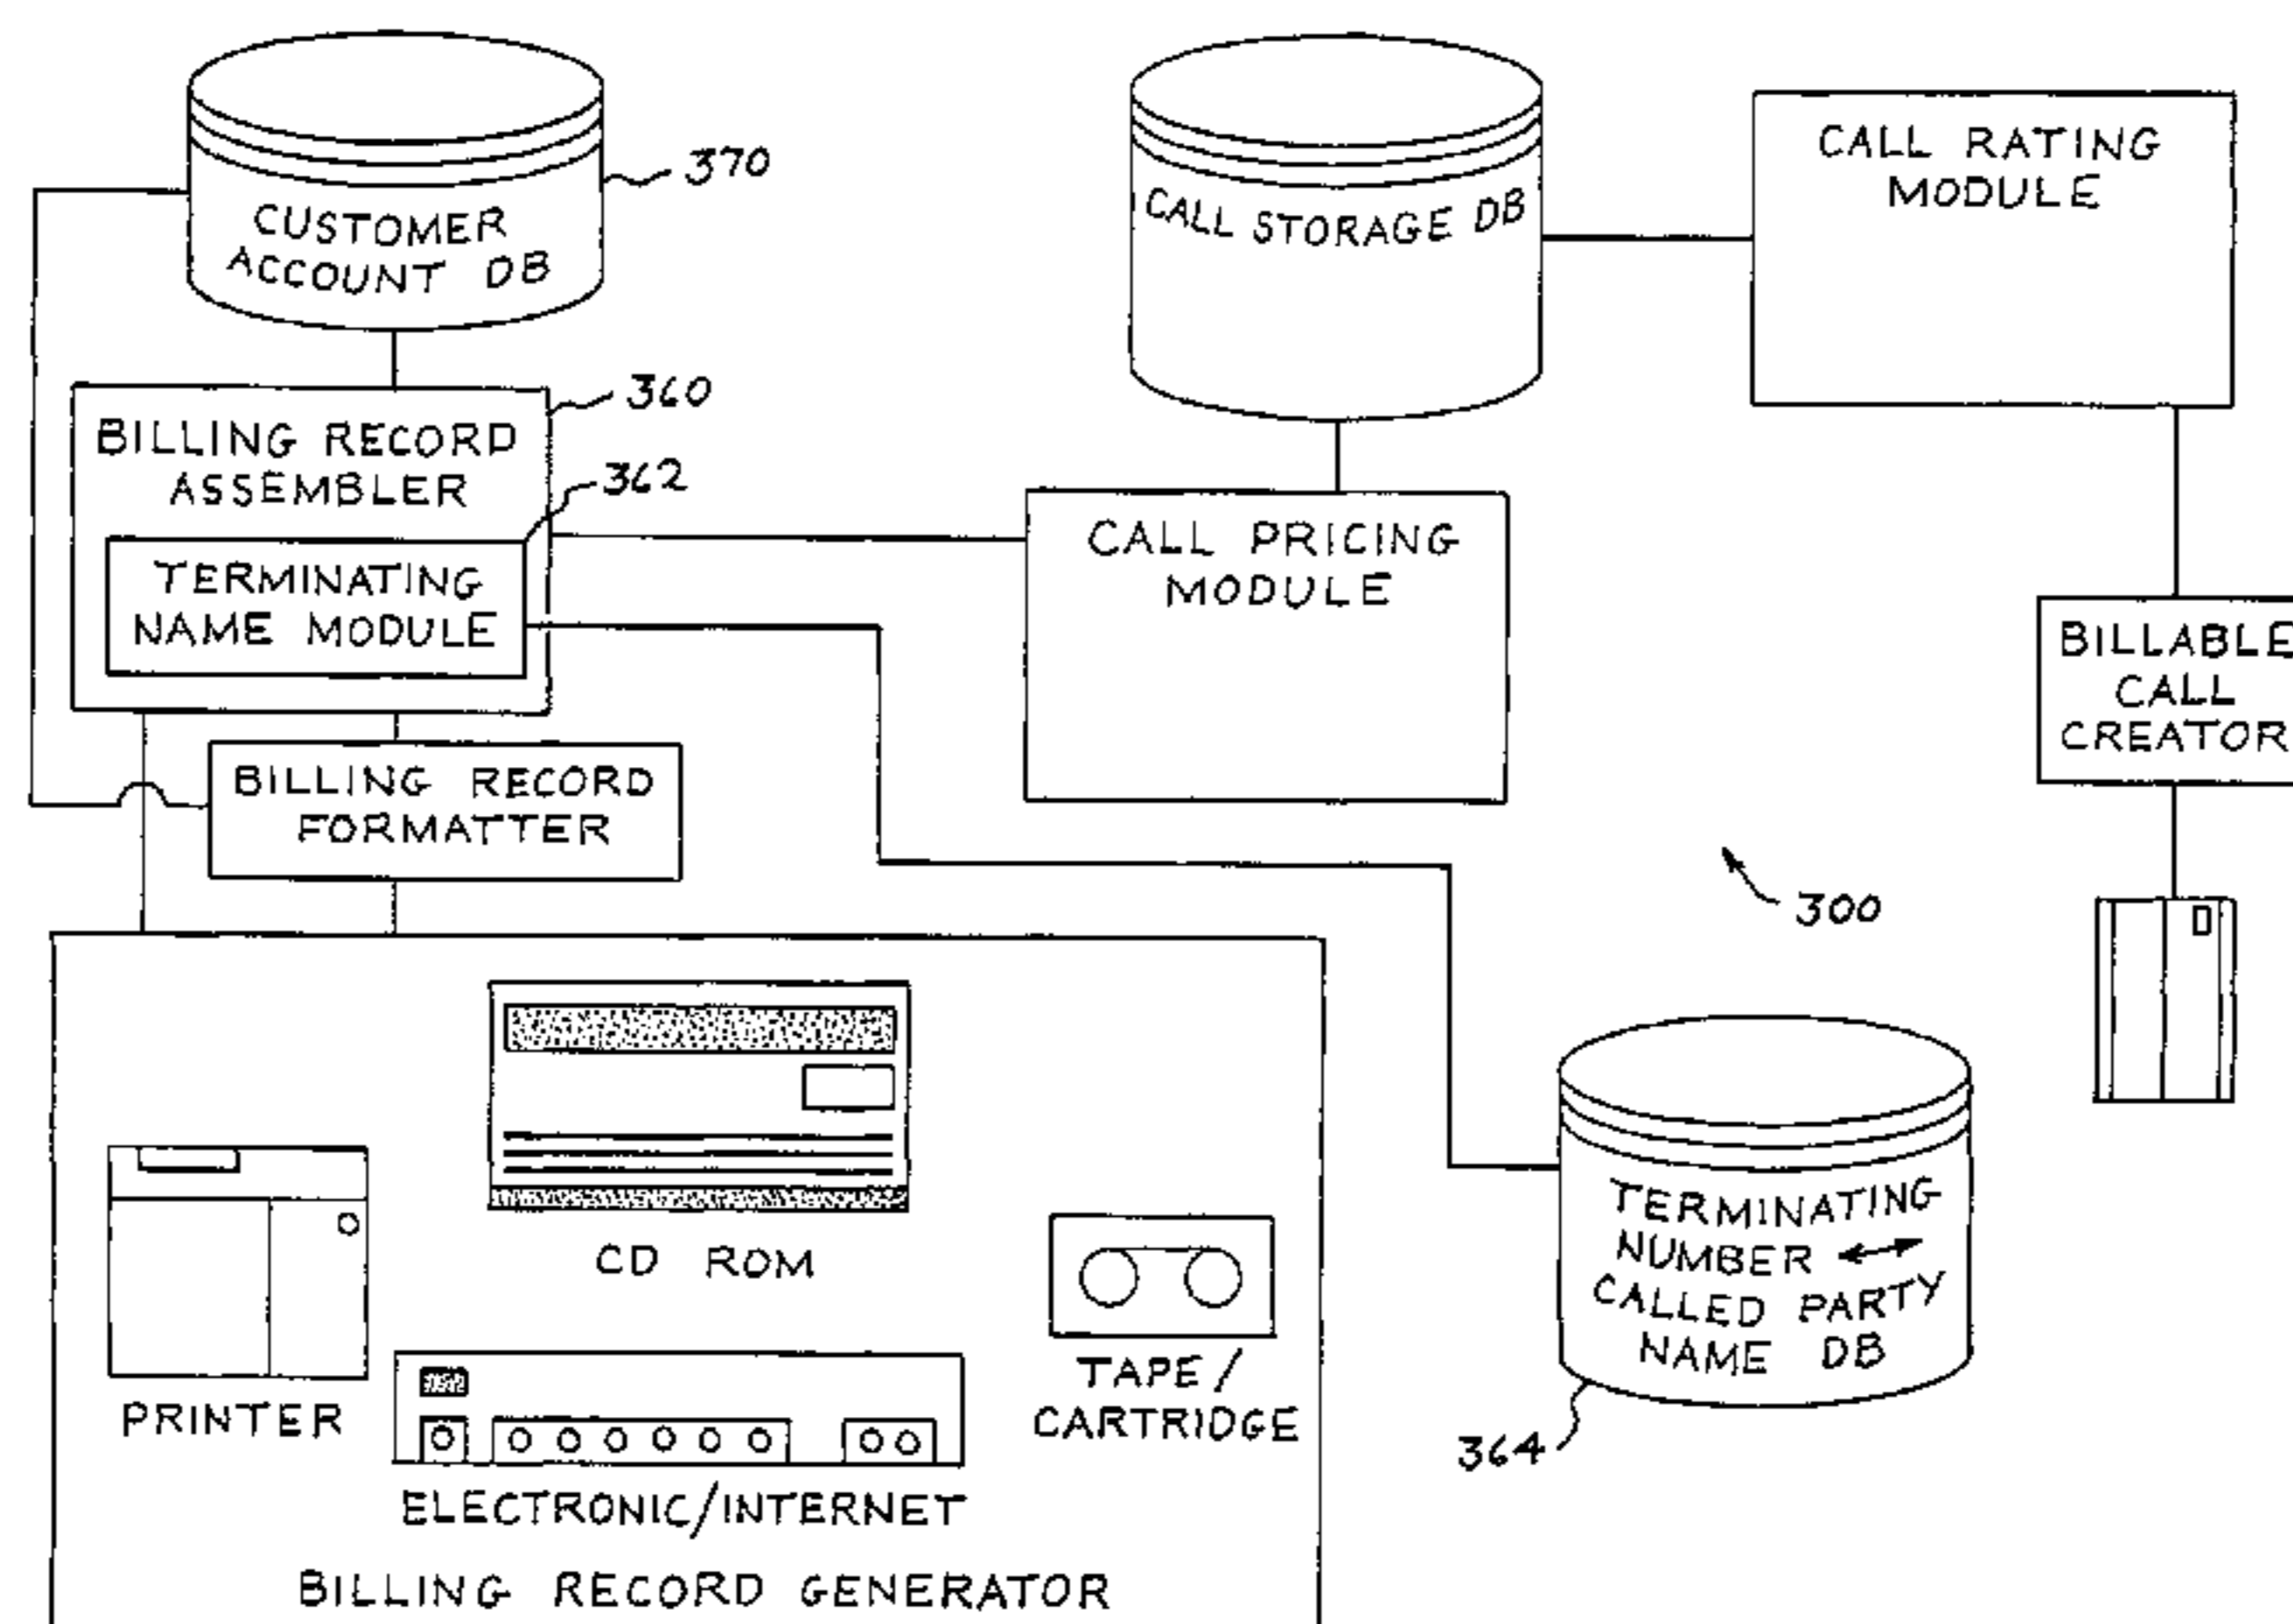 370
CUSTOMER
ACCOUNT DB
CALL STORAGE DB
CALL RATING
MODULE
360
BILLING RECORD
ASSEMBLER
362
TERMINATING
NAME MODULE
CALL PRICING
MODULE
BILLABLE
CALL
CREATOR
BILLING RECORD
FORMATTER
300
CD ROM
PRINTER
TAPE/
CARTRIDGE
ELECTRONIC/INTERNET
BILLING RECORD GENERATOR
TERMINATING
NUMBER ↔
CALLED PARTY
NAME DB
364